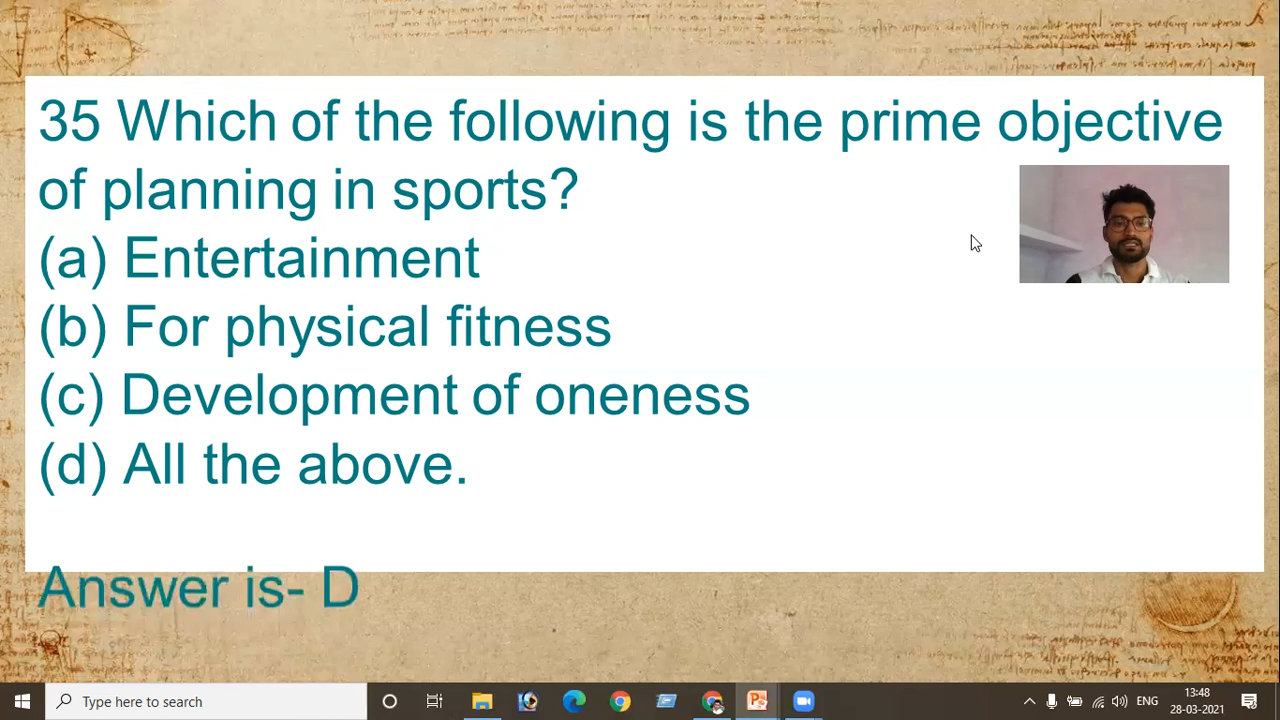 35 Which of the following is the prime objective
of planning in sports?
(a) Entertainment
(b) For physical fitness
(c) Development of oneness
(d) All the above.
Answer is- D
Type here to search
ENG
13:48
28-03-2021